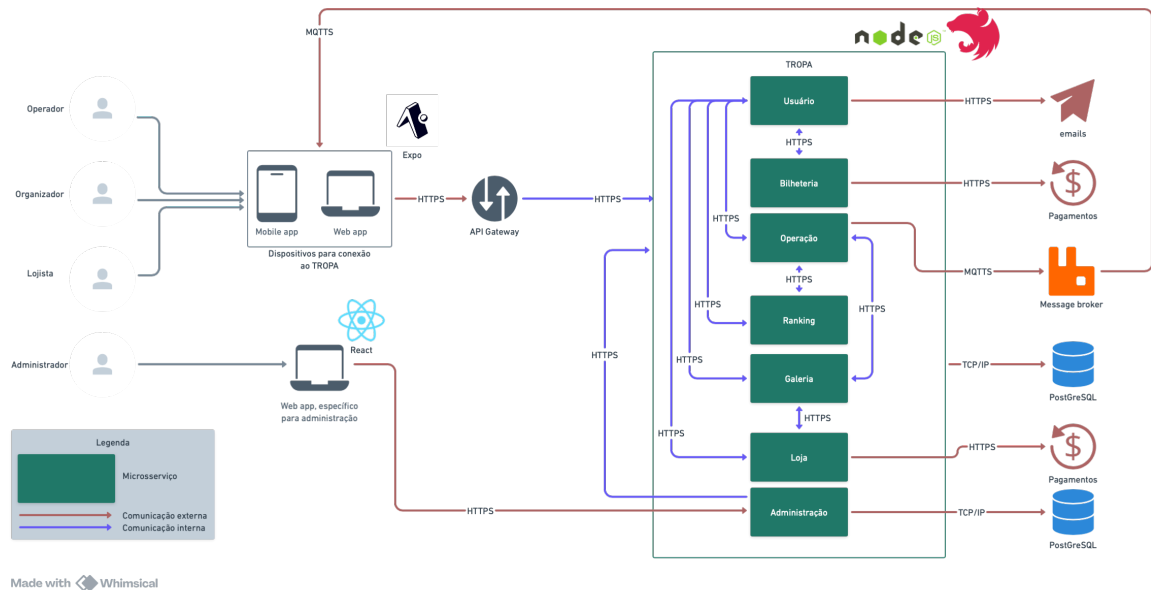 MQTTS
node
JS
TROPA
Operador
Organizador
Lojista
Administrador
Expo
Mobile app
Web app
Dispositivos para conexão
ao TROPA
HTTPS
API Gateway
HTTPS
React
Web app, específico
para administração
HTTPS
HTTPS
Usuário
HTTPS
Bilheteria
Operação
HTTPS
Ranking
HTTPS
HTTPS
HTTPS
Galeria
HTTPS
HTTPS
Loja
Administração
HTTPS
emails
HTTPS
Pagamentos
MQTTS
Message broker
TCP/IP
PostGreSQL
HTTPS
Pagamentos
TCP/IP
PostGreSQL
Legenda
Microsserviço
Comunicação externa
Comunicação interna
Made with Whimsical